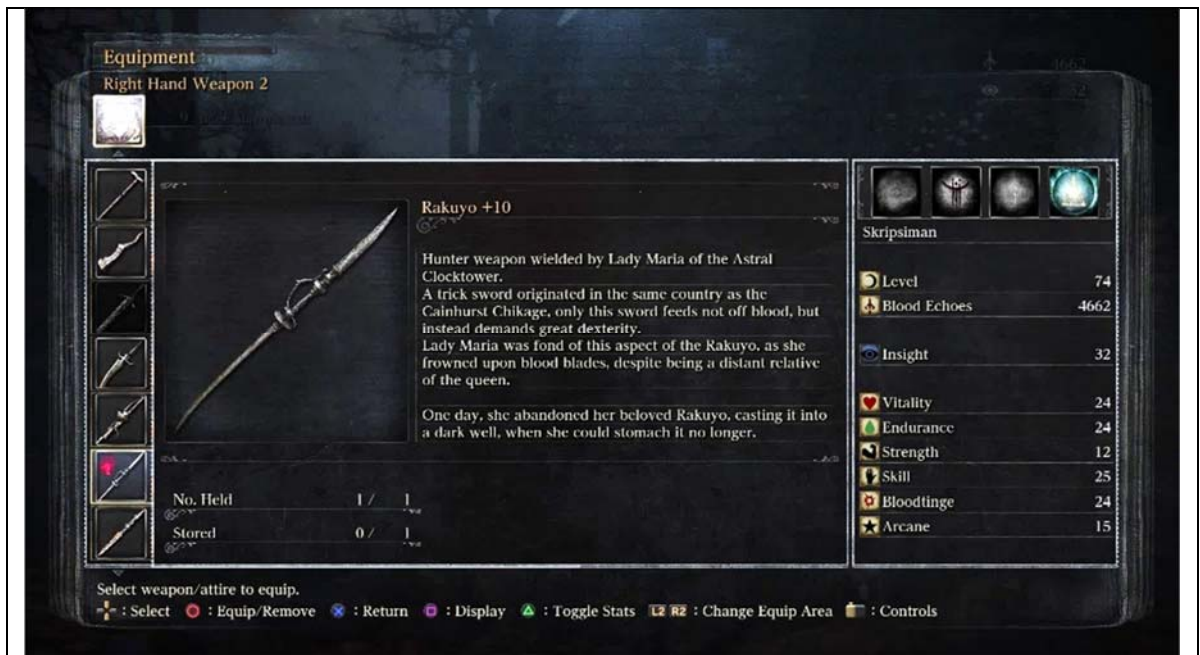 Equipment
Right Hand Weapon 2
4662
32
Rakuyo +10
Hunter weapon wielded by Lady Maria of the Astral
Clocktower.
A trick sword originated in the same country as the
Cainhurst Chikage, only this sword feeds not off blood, but
instead demands great dexterity.
Lady Maria was fond of this aspect of the Rakuyo, as she
frowned upon blood blades, despite being a distant relative
of the queen.
One day, she abandoned her beloved Rakuyo, casting it into
a dark well, when she could stomach it no longer.
No. Held 1 / 1
Stored 0 / 1
Skripsiman
Level 74
Blood Echoes 4662
Insight 32
Vitality 24
Endurance 24
Strength 12
Skill 25
Bloodtinge 24
Arcane 15
Select weapon/attire to equip.
: Select : Equip/Remove : Return : Display : Toggle Stats L2 R2 : Change Equip Area : Controls